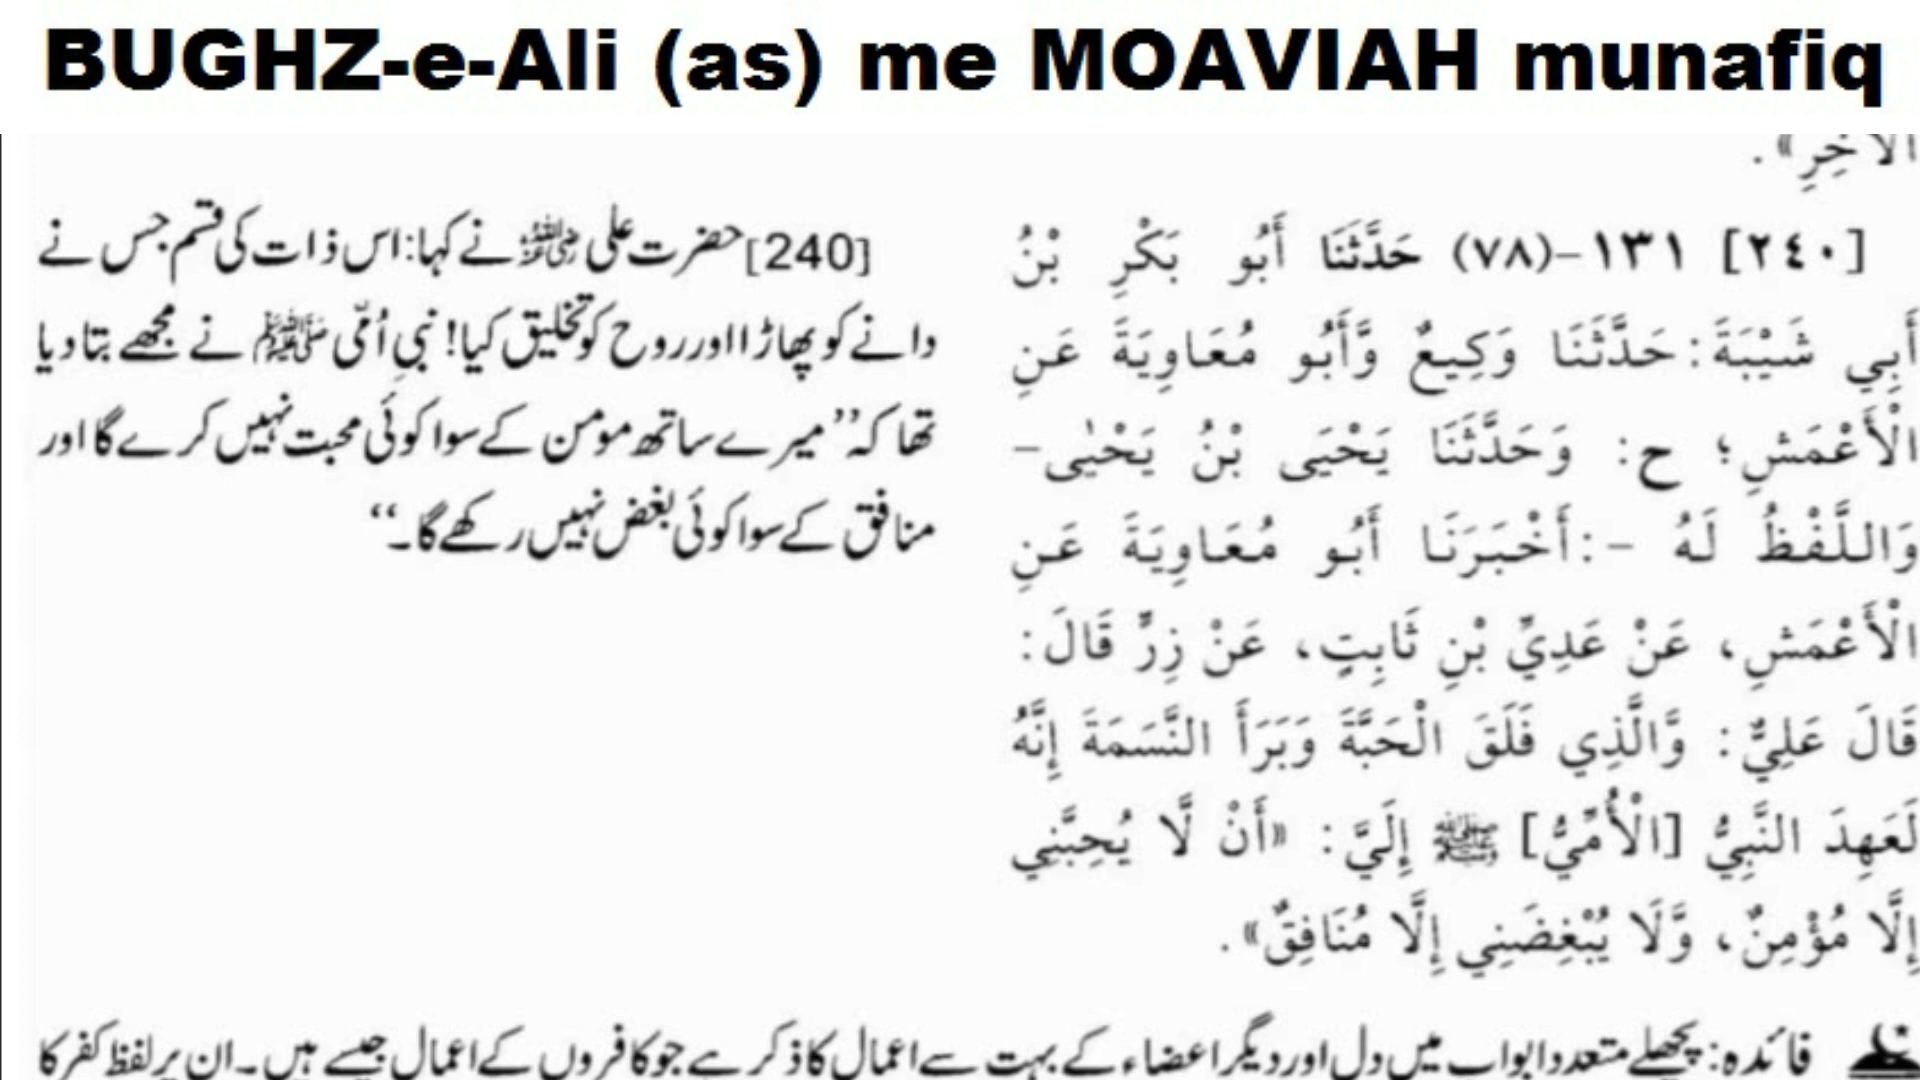 BUGHZ-e-Ali (as) me MOAVIAH munafiq
الْآخِرِ».
[٢٤٠] ١٣١-(٧٨) حَدَّثَنَا أَبُو بَكْرِ بْنُ
أَبِي شَيْبَةَ: حَدَّثَنَا وَكِيعٌ وَّأَبُو مُعَاوِيَةَ عَنِ
الْأَعْمَشِ؛ ح: وَحَدَّثَنَا يَحْيَى بْنُ يَحْيٰى-
وَاللَّفْظُ لَهُ -: أَخْبَرَنَا أَبُو مُعَاوِيَةَ عَنِ
الْأَعْمَشِ، عَنْ عَدِيِّ بْنِ ثَابِتٍ، عَنْ زِرٍّ قَالَ:
قَالَ عَلِيٌّ: وَّالَّذِي فَلَقَ الْحَبَّةَ وَبَرَأَ النَّسَمَةَ إِنَّهُ
لَعَهِدَ النَّبِيُّ [الْأُمِّيُّ] ﷺ إِلَيَّ: «أَنْ لَّا يُحِبَّنِي
إِلَّا مُؤْمِنٌ، وَّلَا يُبْغِضَنِي إِلَّا مُنَافِقٌ».
[240] حضرت علی رضی اللہ عنہ نے کہا: اس ذات کی قسم جس نے
دانے کو پھاڑا اور روح کو تخلیق کیا! نبیِ اُمّی ﷺ نے مجھے بتا دیا
تھا کہ ’’میرے ساتھ مومن کے سوا کوئی محبت نہیں کرے گا اور
منافق کے سوا کوئی بغض نہیں رکھے گا۔‘‘
فائدہ: پچھلے متعدد ابواب میں دل اور دیگر اعضاء کے بہت سے اعمال کا ذکر ہے جو کافروں کے اعمال جیسے ہیں۔ ان پر لفظ کفر کا